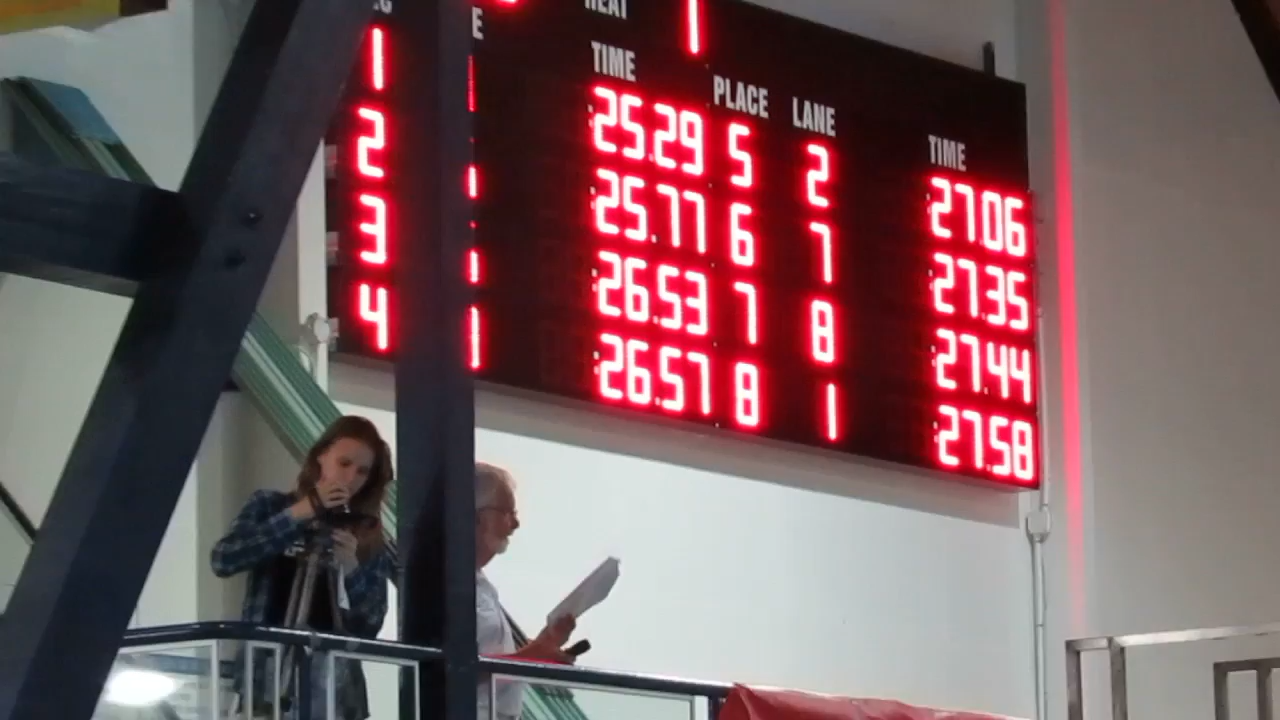 HEAT 1
TIME PLACE LANE TIME
1 25.29 5 2 27.06
2 25.77 6 7 27.35
3 26.53 7 8 27.44
4 26.57 8 1 27.58